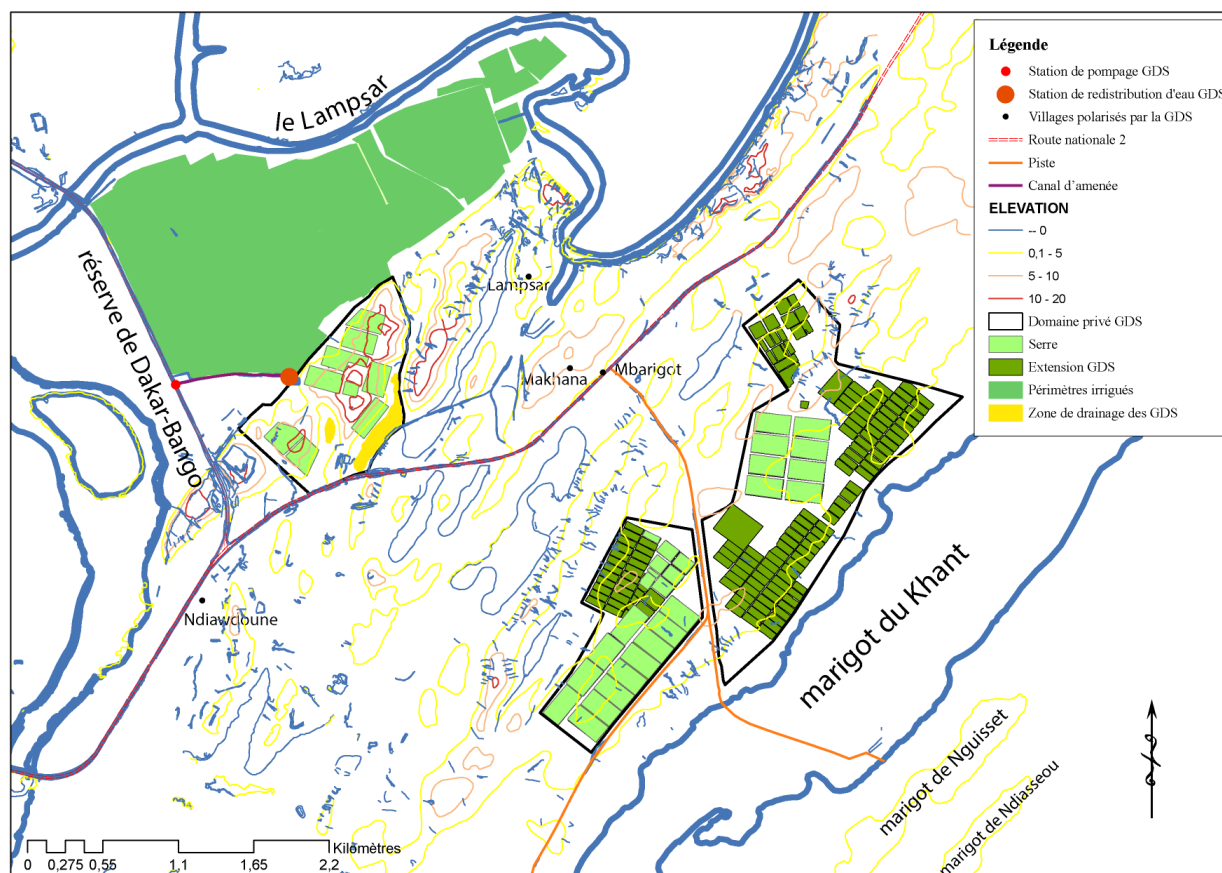 le Lampsar
réserve de Dakar-Bango
Lampsar
Makhana
Mbarigot
Ndiawdoune
marigot du Khant
marigot de Nguisset
marigot de Ndiasseou
Légende
Station de pompage GDS
Station de redistribution d'eau GDS
Villages polarisés par la GDS
Route nationale 2
Piste
Canal d'amenée
ELEVATION
-- 0
0,1 - 5
5 - 10
10 - 20
Domaine privé GDS
Serre
Extension GDS
Périmètres irrigués
Zone de drainage des GDS
Kilomètres
0 0,275 0,55 1,1 1,65 2,2